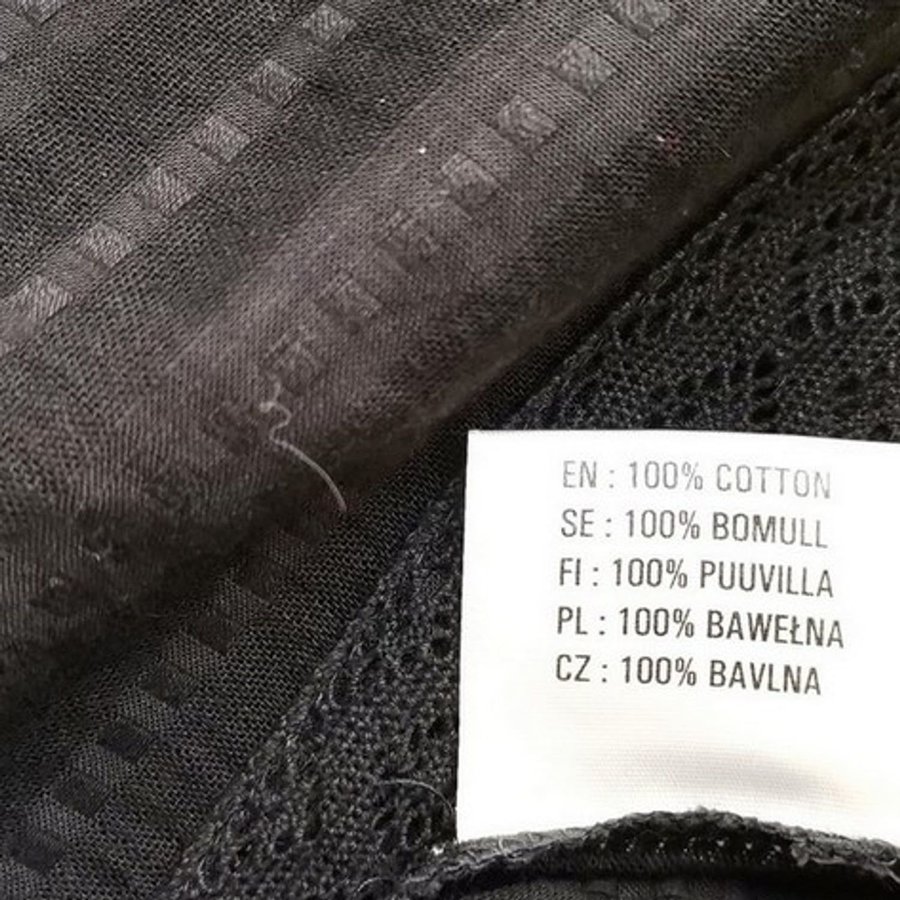 EN : 100% COTTON
SE : 100% BOMULL
FI : 100% PUUVILLA
PL : 100% BAWEŁNA
CZ : 100% BAVLNA